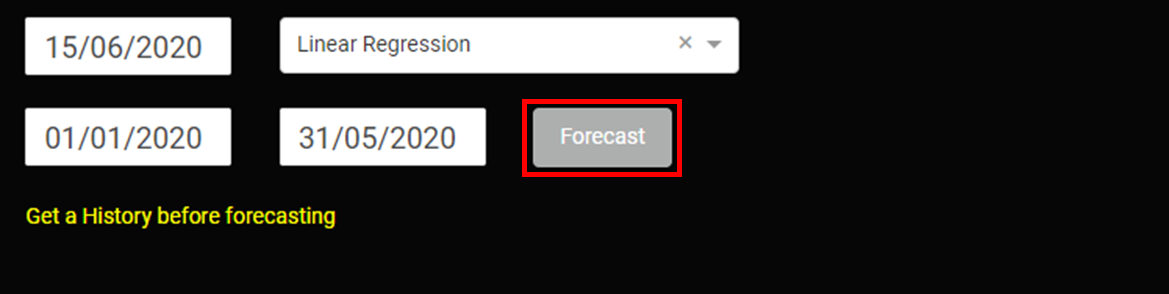 15/06/2020 Linear Regression ×
01/01/2020 31/05/2020 Forecast
Get a History before forecasting